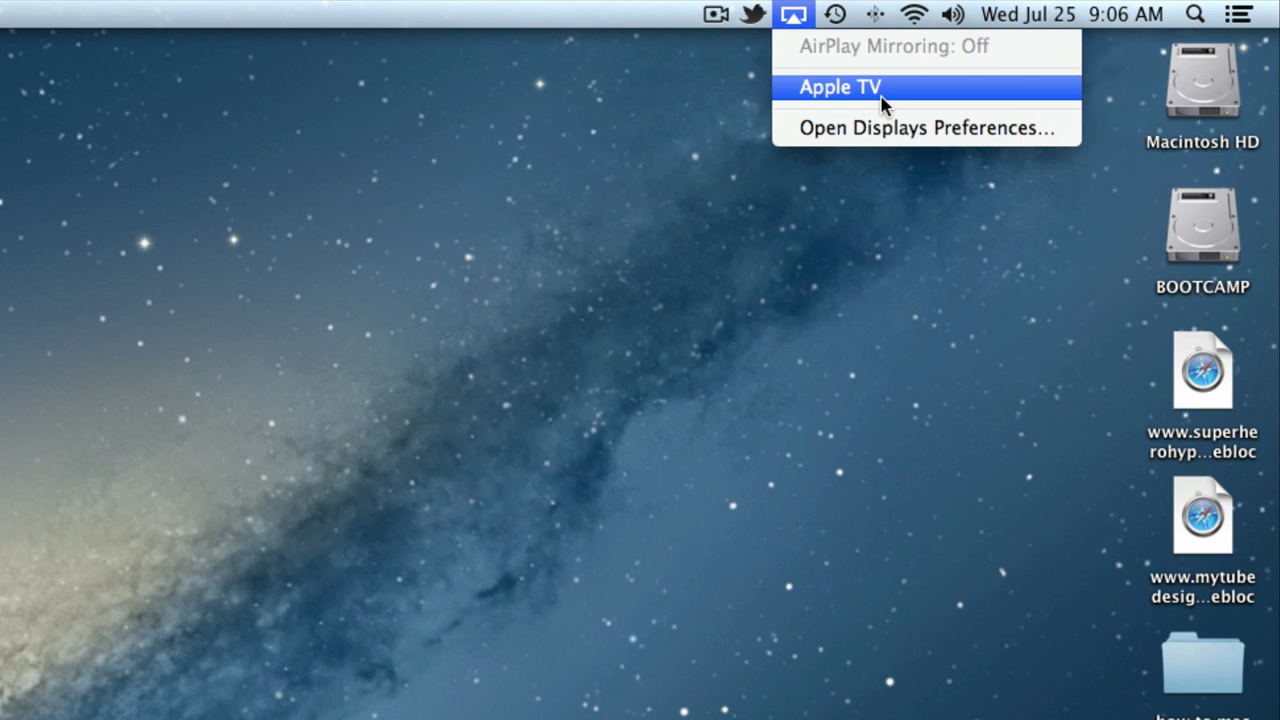 Wed Jul 25 9:06 AM
AirPlay Mirroring: Off
Apple TV
Open Displays Preferences...
Macintosh HD
BOOTCAMP
www.superhe
rohyp...ebloc
www.mytube
desig...ebloc